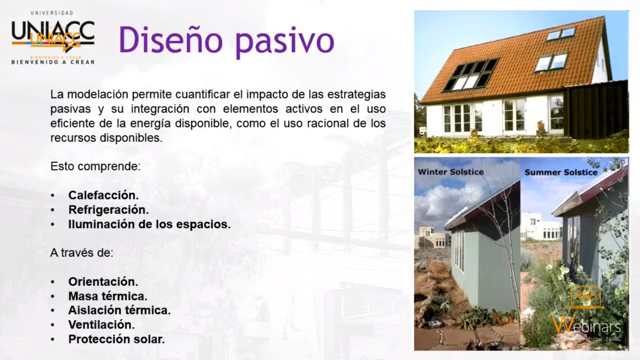 UNIVERSIDAD
UNIACC
BIENVENIDO A CREAR
Diseño pasivo
La modelación permite cuantificar el impacto de las estrategias
pasivas y su integración con elementos activos en el uso
eficiente de la energía disponible, como el uso racional de los
recursos disponibles.
Esto comprende:
• Calefacción.
• Refrigeración.
• Iluminación de los espacios.
A través de:
• Orientación.
• Masa térmica.
• Aislación térmica.
• Ventilación.
• Protección solar.
Winter Solstice
Summer Solstice
Webinars